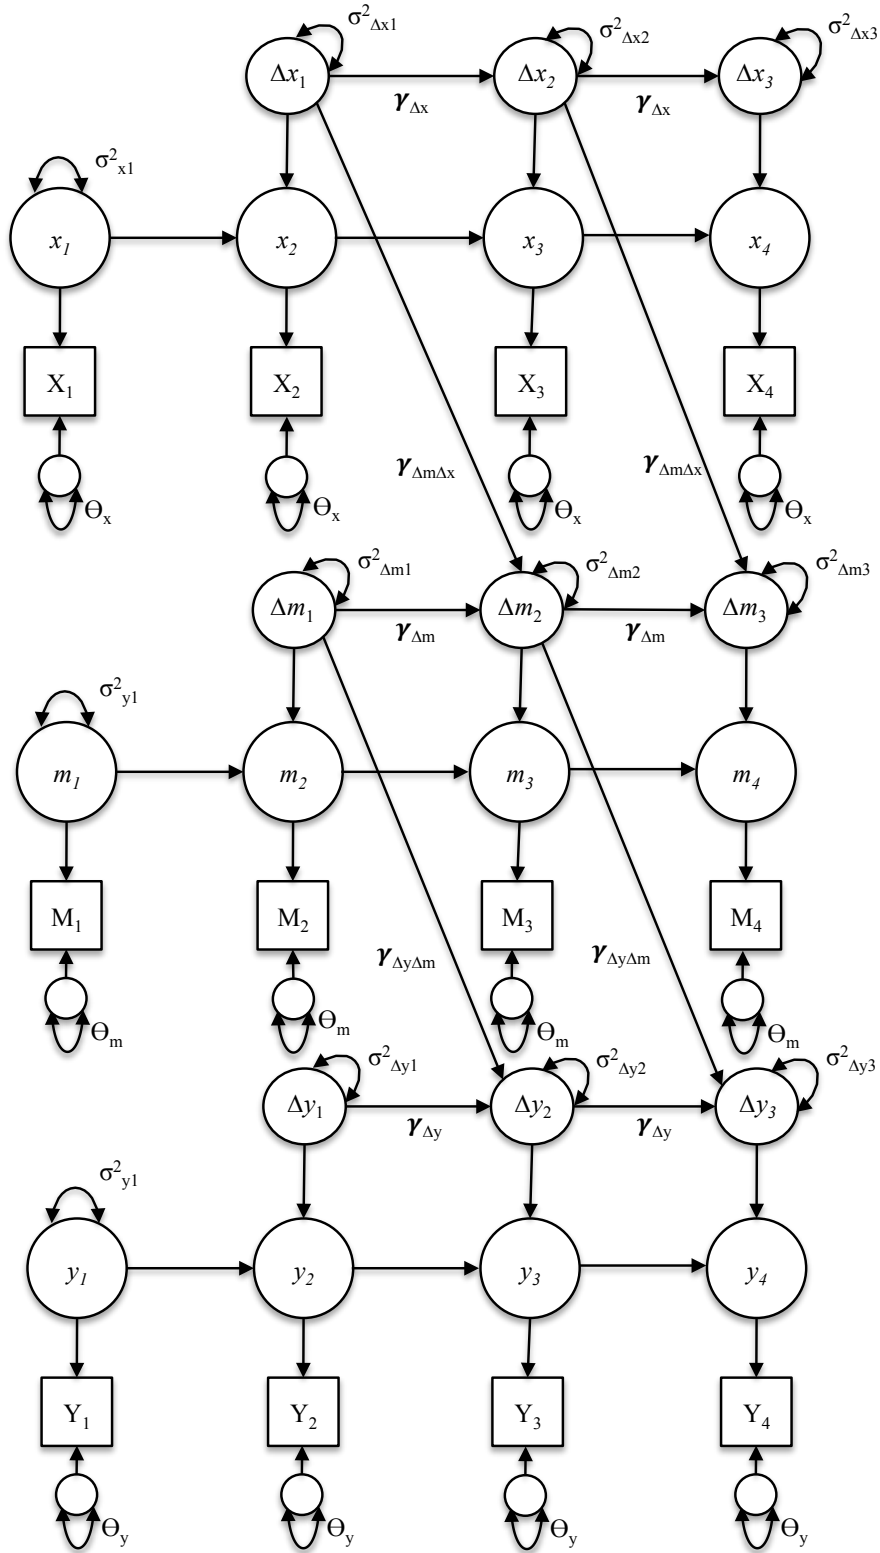 σ²Δx1
σ²Δx2
σ²Δx3
Δx₁
Δx₂
Δx₃
γΔx
γΔx
σ²x1
x₁
x₂
x₃
x₄
X₁
X₂
X₃
X₄
γΔmΔx
γΔmΔx
Θx
Θx
Θx
Θx
σ²Δm1
σ²Δm2
σ²Δm3
Δm₁
Δm₂
Δm₃
γΔm
γΔm
σ²y1
m₁
m₂
m₃
m₄
M₁
M₂
M₃
M₄
γΔyΔm
γΔyΔm
Θm
Θm
Θm
Θm
σ²Δy1
σ²Δy2
σ²Δy3
Δy₁
Δy₂
Δy₃
γΔy
γΔy
σ²y1
y₁
y₂
y₃
y₄
Y₁
Y₂
Y₃
Y₄
Θy
Θy
Θy
Θy